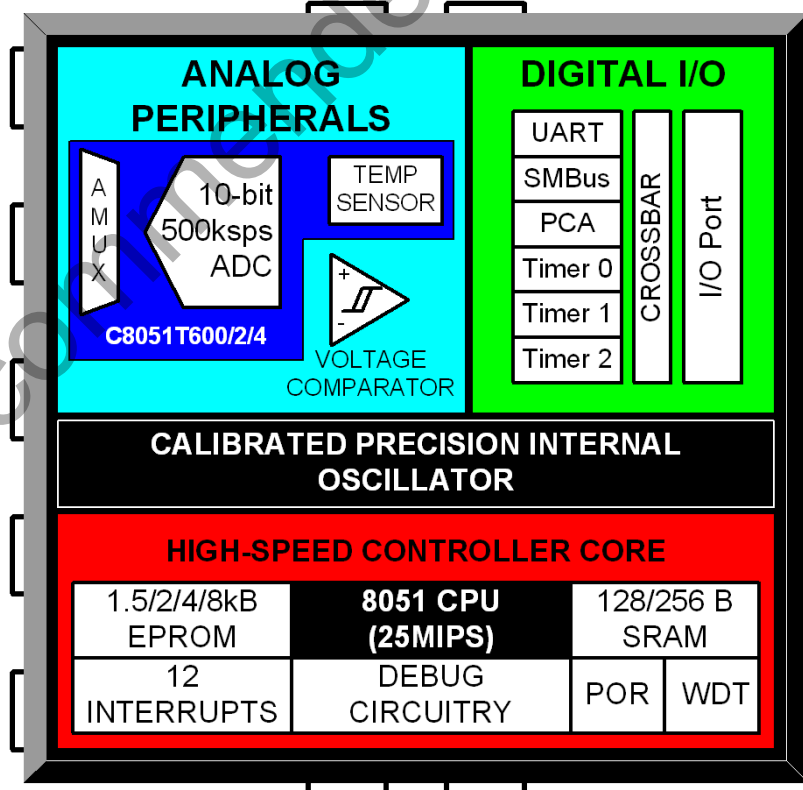 ANALOG
PERIPHERALS
A
M
U
X
10-bit
500ksps
ADC
TEMP
SENSOR
+
-
C8051T600/2/4
VOLTAGE
COMPARATOR
DIGITAL I/O
UART
SMBus
PCA
Timer 0
Timer 1
Timer 2
CROSSBAR
I/O Port
CALIBRATED PRECISION INTERNAL
OSCILLATOR
HIGH-SPEED CONTROLLER CORE
1.5/2/4/8kB
EPROM
8051 CPU
(25MIPS)
128/256 B
SRAM
12
INTERRUPTS
DEBUG
CIRCUITRY
POR
WDT